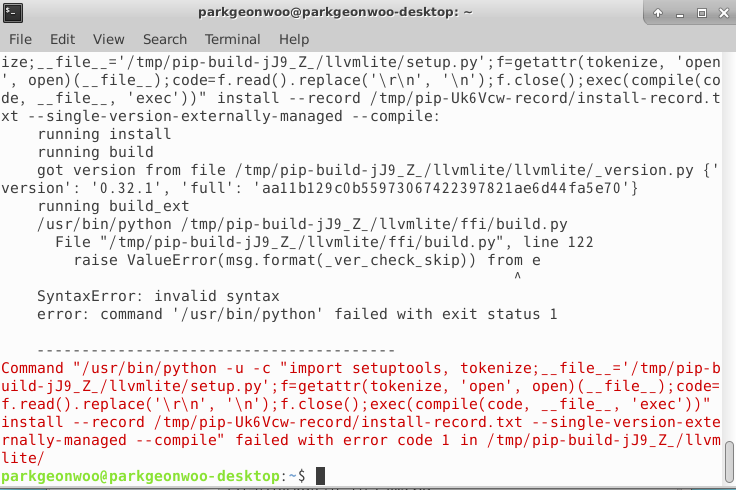 parkgeonwoo@parkgeonwoo-desktop: ~
File Edit View Search Terminal Help
ize;__file__='/tmp/pip-build-jJ9_Z_/llvmlite/setup.py';f=getattr(tokenize, 'open
', open)(__file__);code=f.read().replace('\r\n', '\n');f.close();exec(compile(co
de, __file__, 'exec'))" install --record /tmp/pip-Uk6Vcw-record/install-record.t
xt --single-version-externally-managed --compile:
running install
running build
got version from file /tmp/pip-build-jJ9_Z_/llvmlite/llvmlite/_version.py {'
version': '0.32.1', 'full': 'aa11b129c0b55973067422397821ae6d44fa5e70'}
running build_ext
/usr/bin/python /tmp/pip-build-jJ9_Z_/llvmlite/ffi/build.py
File "/tmp/pip-build-jJ9_Z_/llvmlite/ffi/build.py", line 122
raise ValueError(msg.format(_ver_check_skip)) from e
^
SyntaxError: invalid syntax
error: command '/usr/bin/python' failed with exit status 1
----------------------------------------
Command "/usr/bin/python -u -c "import setuptools, tokenize;__file__='/tmp/pip-b
uild-jJ9_Z_/llvmlite/setup.py';f=getattr(tokenize, 'open', open)(__file__);code=
f.read().replace('\r\n', '\n');f.close();exec(compile(code, __file__, 'exec'))"
install --record /tmp/pip-Uk6Vcw-record/install-record.txt --single-version-exte
rnally-managed --compile" failed with error code 1 in /tmp/pip-build-jJ9_Z_/llvm
lite/
parkgeonwoo@parkgeonwoo-desktop:~$